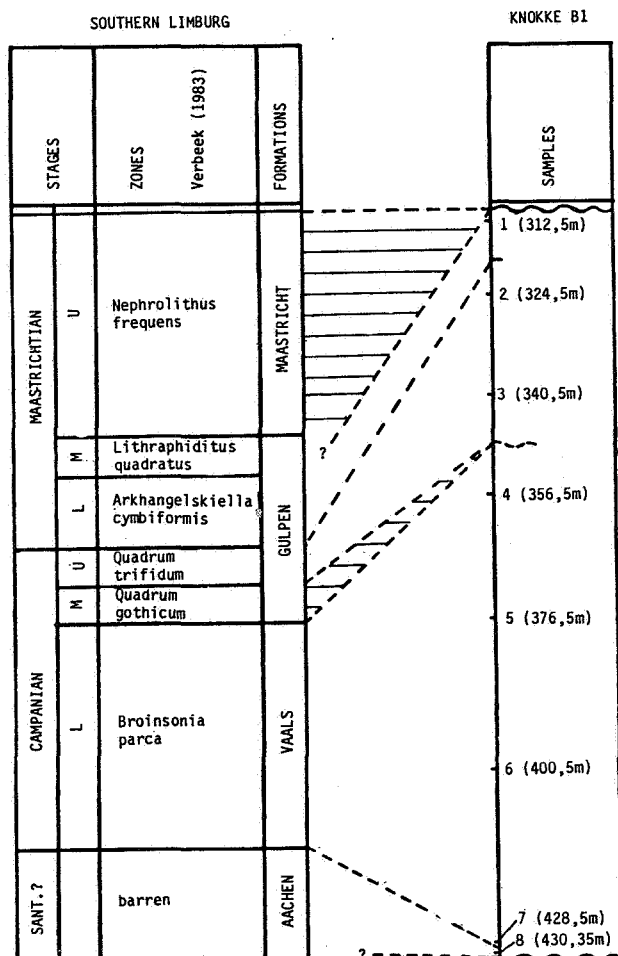 SOUTHERN LIMBURG
KNOKKE B1
STAGES
ZONES
Verbeek (1983)
FORMATIONS
SAMPLES
MAASTRICHTIAN
U
Nephrolithus
frequens
MAASTRICHT
M
Lithraphiditus
quadratus
?
L
Arkhangelskiella
cymbiformis
GULPEN
CAMPANIAN
U
Quadrum
trifidum
M
Quadrum
gothicum
L
Broinsonia
parca
VAALS
SANT.?
barren
AACHEN
?
1 (312,5m)
2 (324,5m)
3 (340,5m)
4 (356,5m)
5 (376,5m)
6 (400,5m)
7 (428,5m)
8 (430,35m)